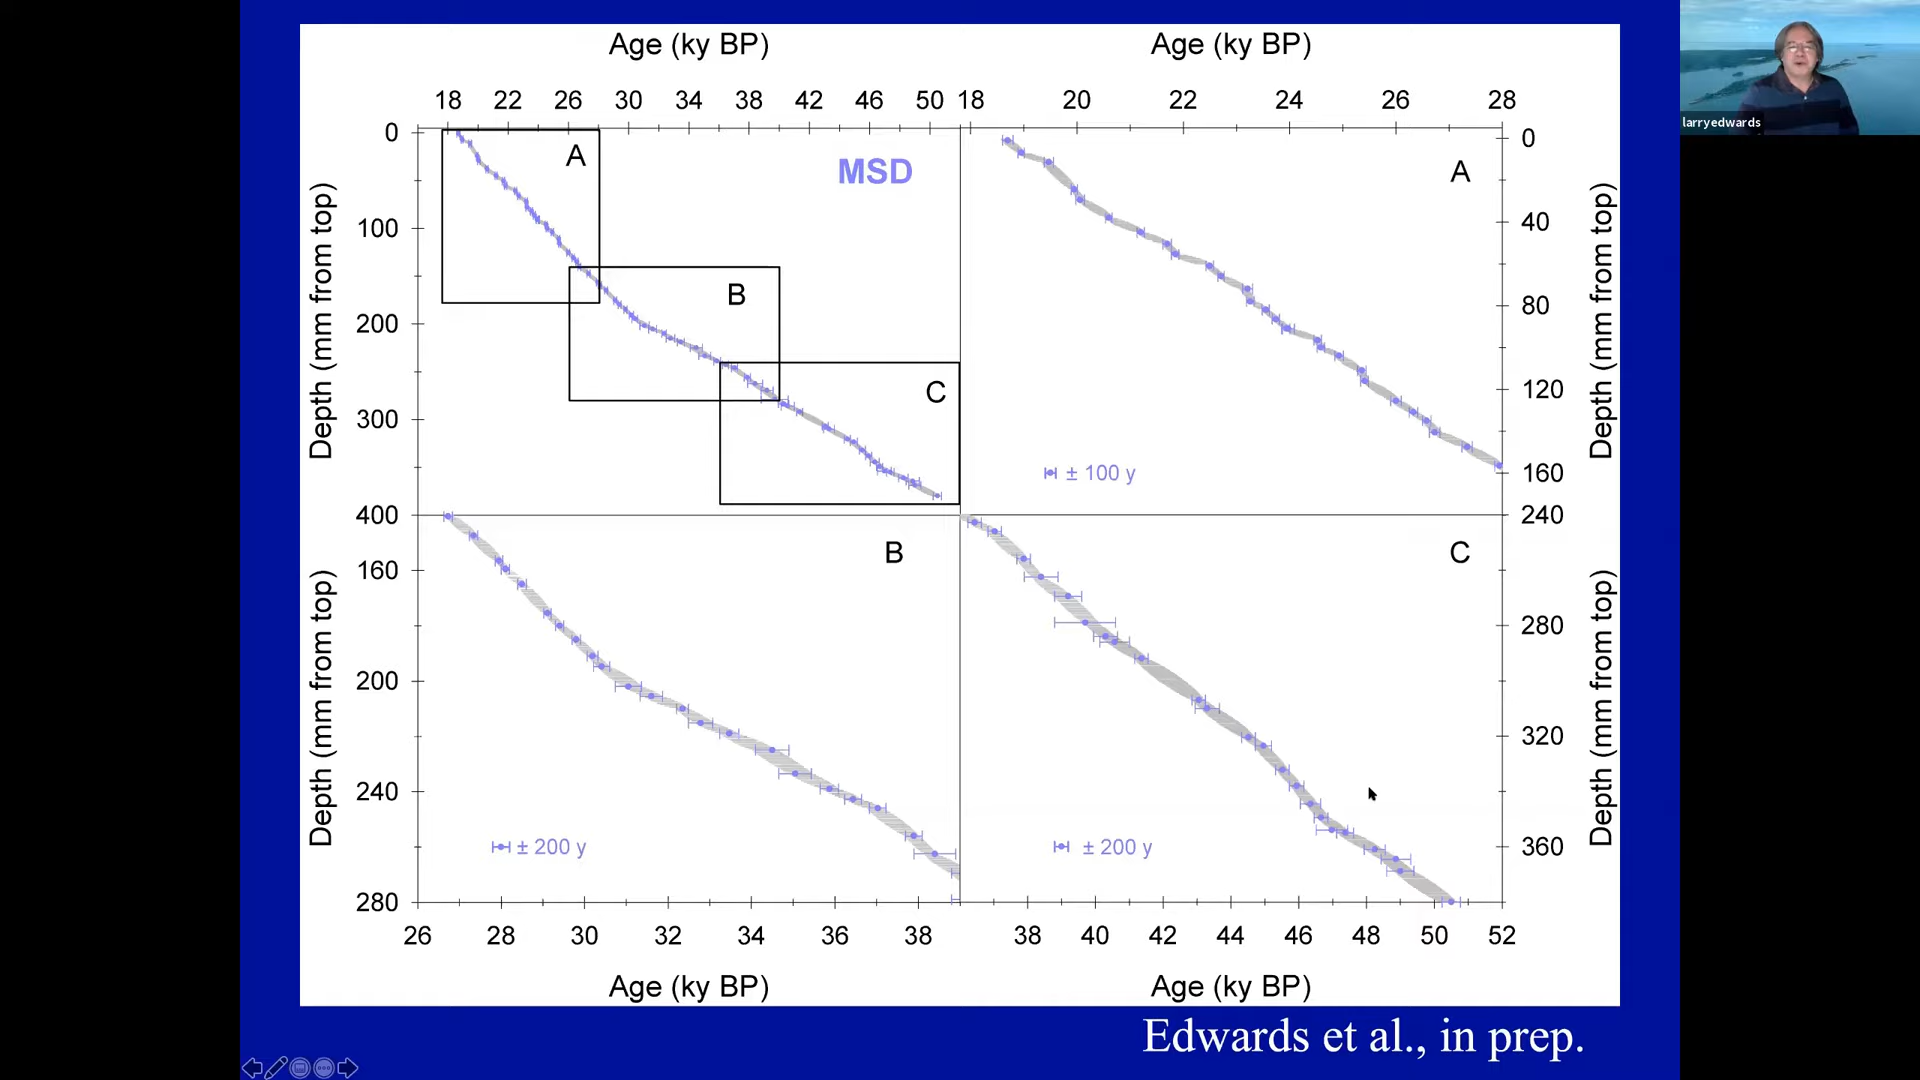 Age (ky BP)
Age (ky BP)
18 22 26 30 34 38 42 46 50
18 20 22 24 26 28
larryedwards
0
100
200
300
400
Depth (mm from top)
A
MSD
B
C
A
± 100 y
0
40
80
120
160
240
Depth (mm from top)
B
± 200 y
160
200
240
280
Depth (mm from top)
C
± 200 y
280
320
360
Depth (mm from top)
26 28 30 32 34 36 38
38 40 42 44 46 48 50 52
Age (ky BP)
Age (ky BP)
Edwards et al., in prep.